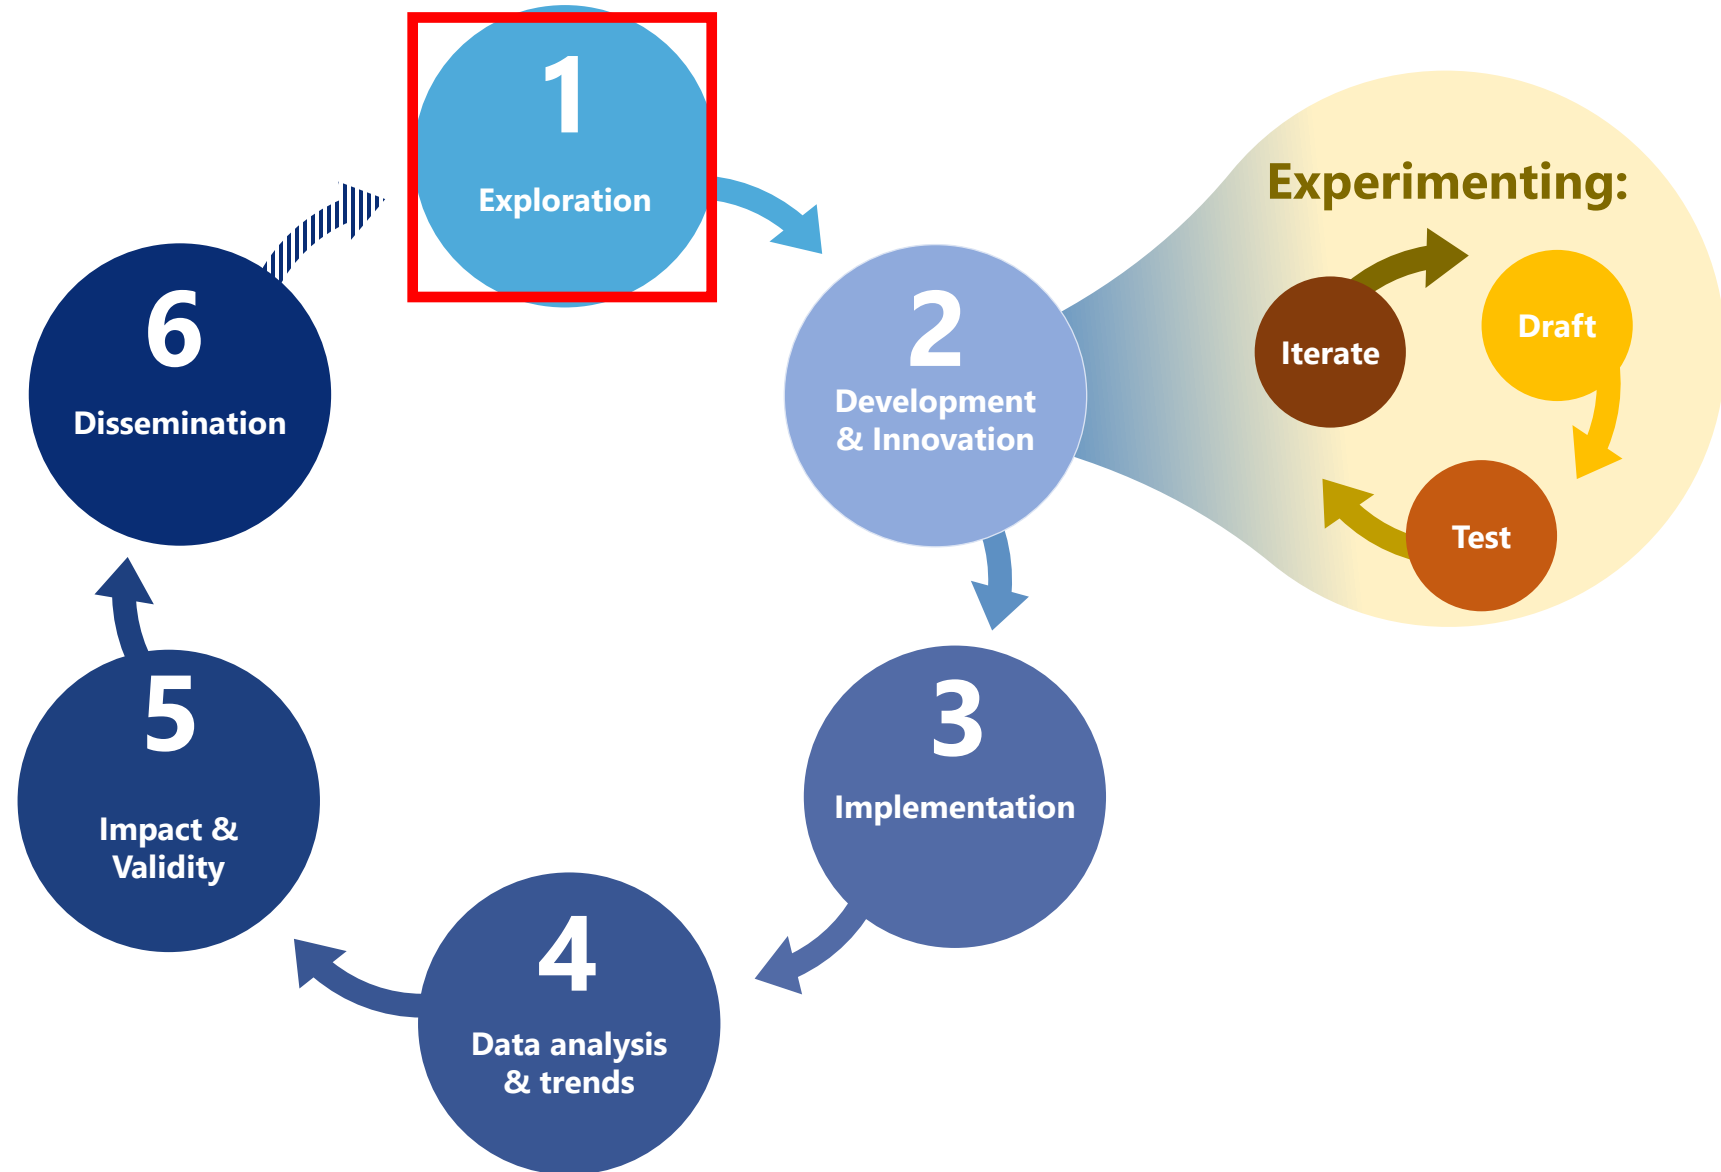 1
Exploration
2
Development
& Innovation
Experimenting:
Draft
Test
Iterate
3
Implementation
4
Data analysis
& trends
5
Impact &
Validity
6
Dissemination